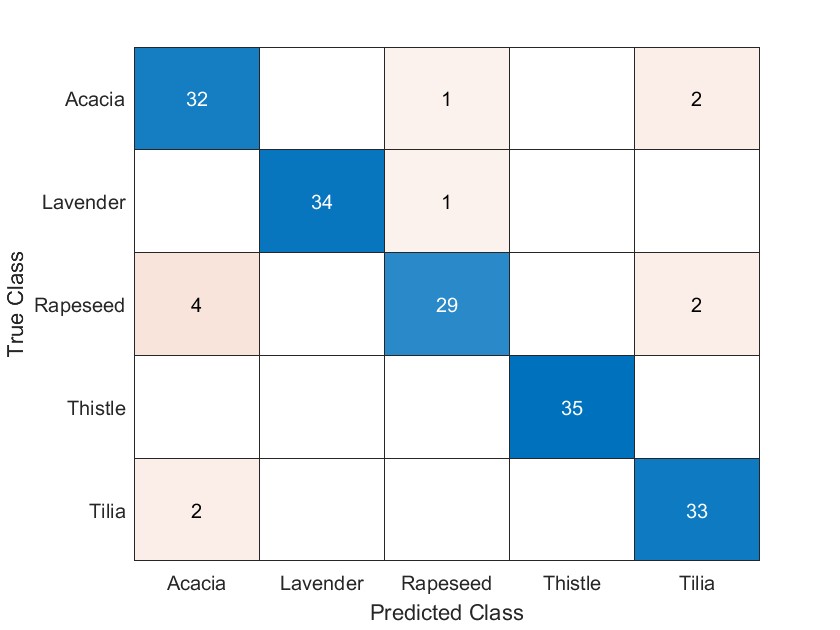 Acacia 32 1 2
Lavender 34 1
Rapeseed 4 29 2
Thistle 35
Tilia 2 33
Acacia Lavender Rapeseed Thistle Tilia
Predicted Class
True Class